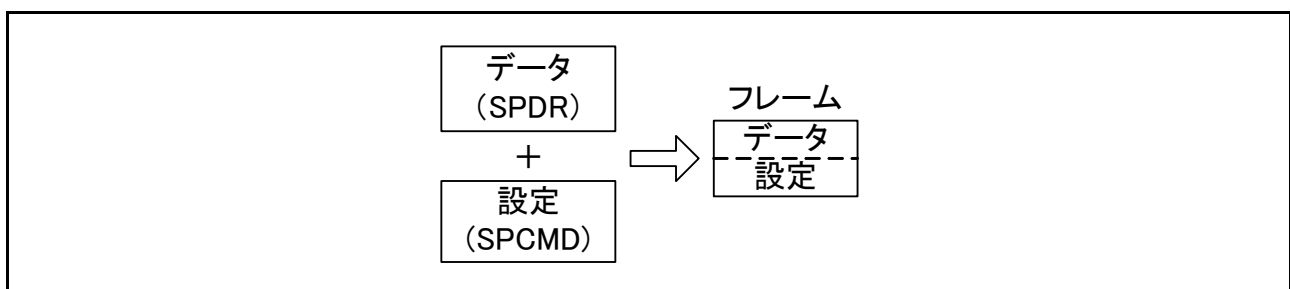 データ
(SPDR)
+
設定
(SPCMD)
フレーム
データ
設定